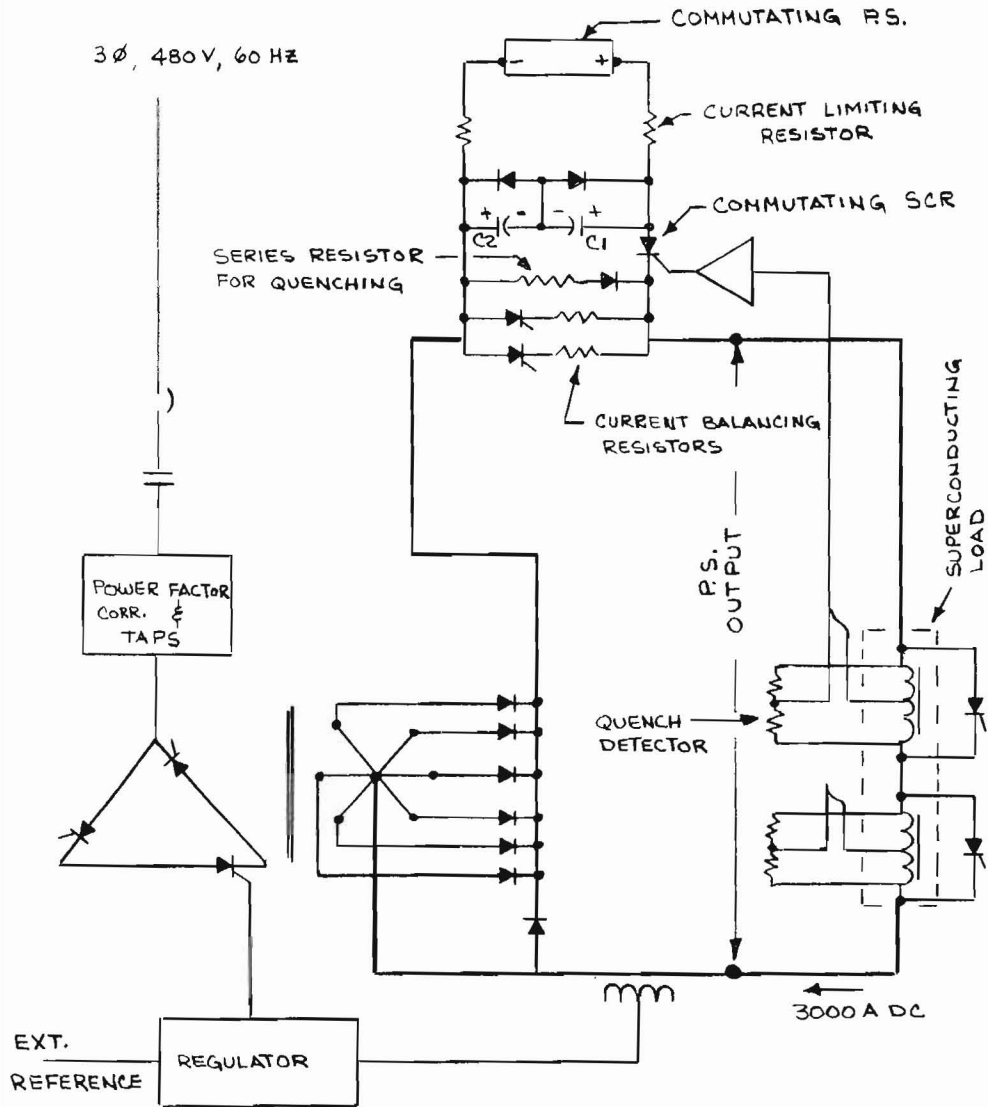 COMMUTATING P.S.
3Ø, 480V, 60 HZ
- +
CURRENT LIMITING
RESISTOR
COMMUTATING SCR
+ - - +
C2 C1
SERIES RESISTOR
FOR QUENCHING
CURRENT BALANCING
RESISTORS
SUPERCONDUCTING
LOAD
P.S.
OUTPUT
POWER FACTOR
CORR. &
TAPS
QUENCH
DETECTOR
3000 A DC
EXT.
REFERENCE
REGULATOR